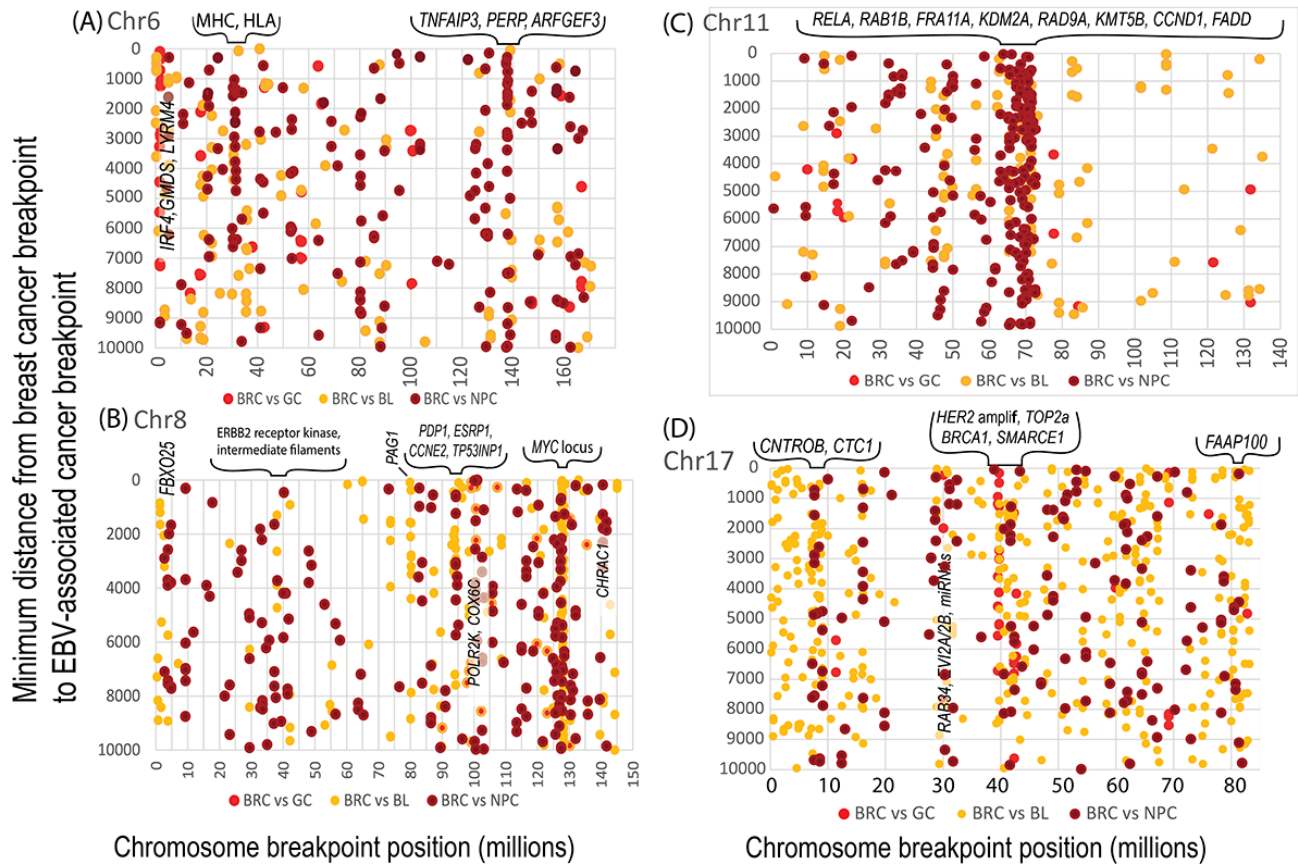 Minimum distance from breast cancer breakpoint
to EBV-associated cancer breakpoint
(A) Chr6
MHC, HLA
TNFAIP3, PERP, ARFGEF3
0
1000
2000
3000
4000
5000
6000
7000
8000
9000
10000
IRF4,GMDS, LYRM4
0 20 40 60 80 100 120 140 160
BRC vs GC BRC vs BL BRC vs NPC
(C) Chr11
RELA, RAB1B, FRA11A, KDM2A, RAD9A, KMT5B, CCND1, FADD
0
1000
2000
3000
4000
5000
6000
7000
8000
9000
10000
0 10 20 30 40 50 60 70 80 90 100 110 120 130 140
BRC vs GC BRC vs BL BRC vs NPC
(B) Chr8
FBXO25
ERBB2 receptor kinase,
intermediate filaments
PAG1
PDP1, ESRP1,
CCNE2, TP53INP1
MYC locus
0
2000
4000
6000
8000
10000
POLR2K, COX6C
CHRAC1
0 10 20 30 40 50 60 70 80 90 100 110 120 130 140 150
BRC vs GC BRC vs BL BRC vs NPC
(D)
Chr17
CNTROB, CTC1
HER2 amplif, TOP2a
BRCA1, SMARCE1
FAAP100
0
1000
2000
3000
4000
5000
6000
7000
8000
9000
10000
RAB34, EVI2A/2B, miRNAs
0 10 20 30 40 50 60 70 80
BRC vs GC BRC vs BL BRC vs NPC
Chromosome breakpoint position (millions)
Chromosome breakpoint position (millions)